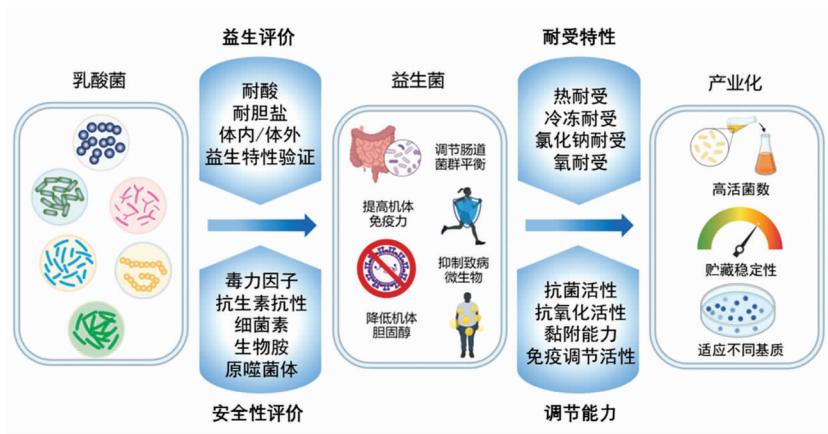 乳酸菌
益生评价
耐酸
耐胆盐
体内/体外
益生特性验证
毒力因子
抗生素抗性
细菌素
生物胺
原噬菌体
安全性评价
益生菌
调节肠道
菌群平衡
提高机体
免疫力
抑制致病
微生物
降低机体
胆固醇
耐受特性
热耐受
冷冻耐受
氯化钠耐受
氧耐受
抗菌活性
抗氧化活性
黏附能力
免疫调节活性
调节能力
产业化
高活菌数
贮藏稳定性
适应不同基质